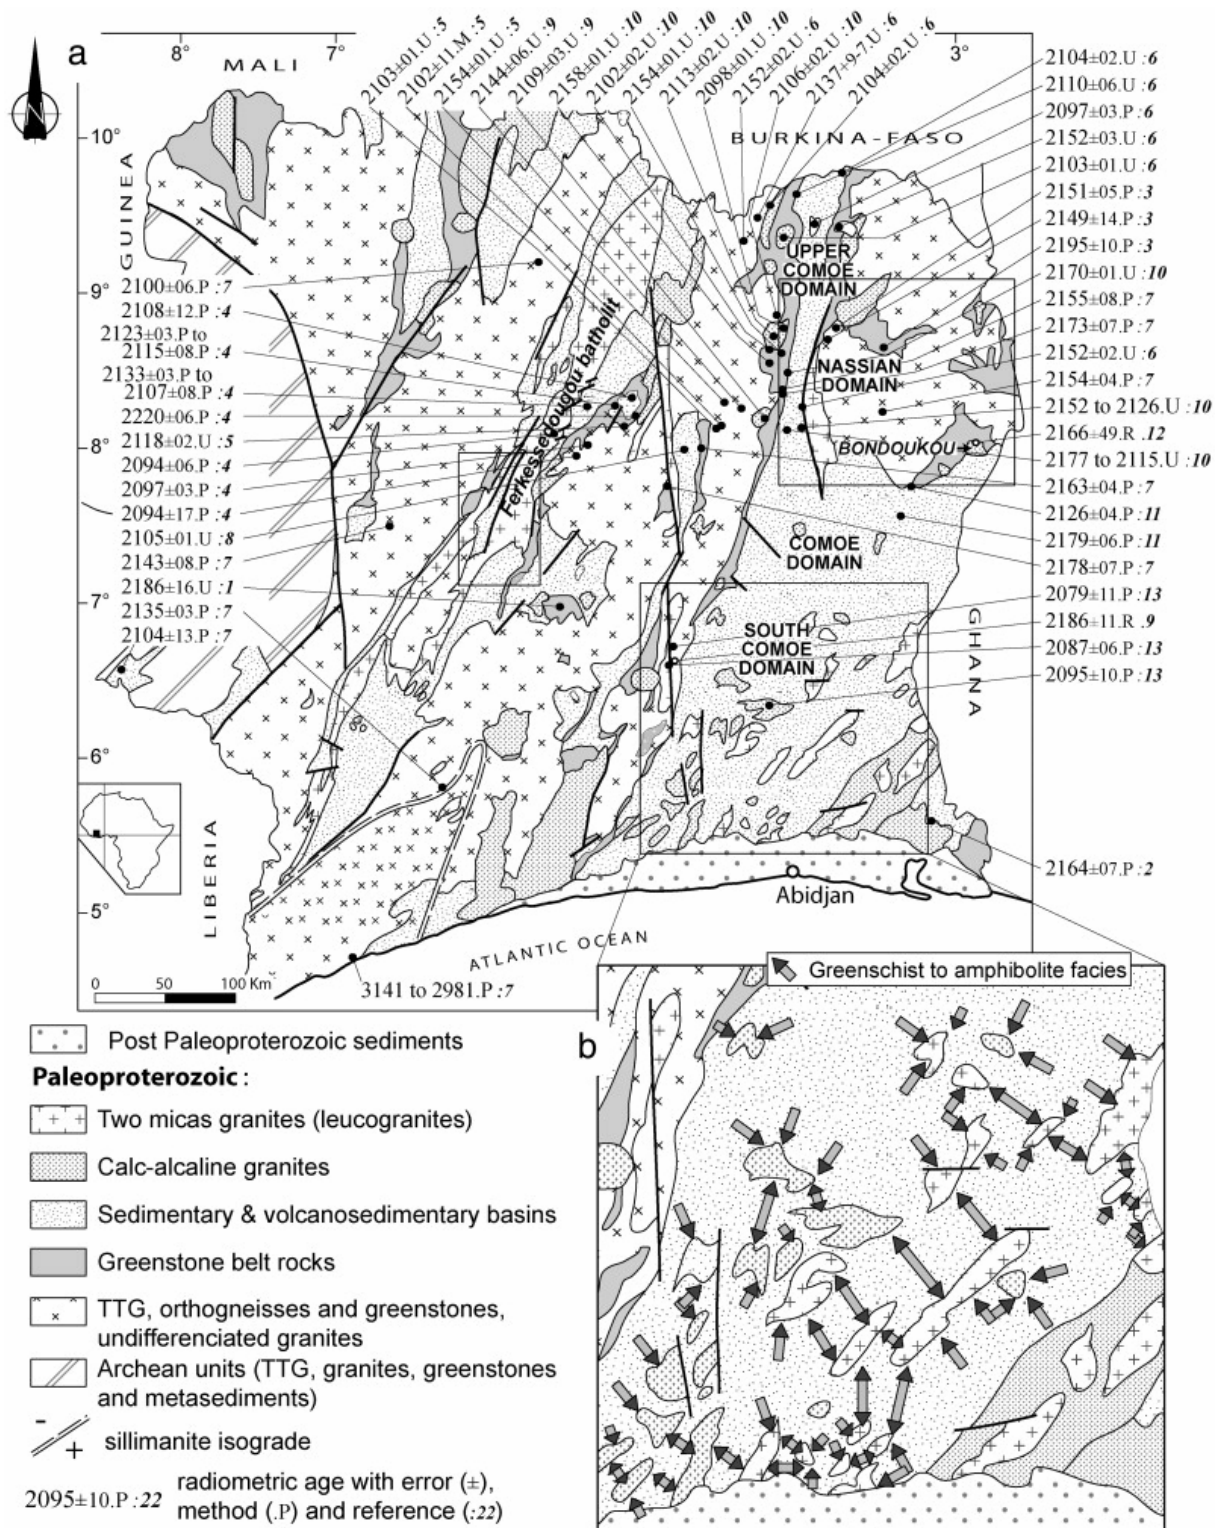 a
8°
7°
3°
MALI
2103±01.U :5
2102±11.M :5
2154±01.U :5
2144±06.U :9
2109±03.U :9
2158±01.U :10
2102±02.U :10
2154±01.U :10
2113±02.U :10
2098±01.U :10
2152±02.U :6
2106±02.U :10
2137+9-7.U :6
2104±02.U :6
N
10°
9°
8°
7°
6°
5°
GUINEA
BURKINA-FASO
2104±02.U :6
2110±06.U :6
2097±03.P :6
2152±03.U :6
2103±01.U :6
2151±05.P :3
2149±14.P :3
2195±10.P :3
2170±01.U :10
2155±08.P :7
2173±07.P :7
2152±02.U :6
2154±04.P :7
2152 to 2126.U :10
2166±49.R .12
2177 to 2115.U :10
2163±04.P :7
2126±04.P :11
2179±06.P :11
2178±07.P :7
2079±11.P :13
2186±11.R .9
2087±06.P :13
2095±10.P :13
2164±07.P :2
2100±06.P :7
2108±12.P :4
2123±03.P to
2115±08.P :4
2133±03.P to
2107±08.P :4
2220±06.P :4
2118±02.U :5
2094±06.P :4
2097±03.P :4
2094±17.P :4
2105±01.U :8
2143±08.P :7
2186±16.U :1
2135±03.P :7
2104±13.P :7
UPPER
COMOE
DOMAIN
Ferkessedougou batholit
NASSIAN
DOMAIN
BONDOUKOU
COMOE
DOMAIN
SOUTH
COMOE
DOMAIN
GHANA
LIBERIA
Abidjan
ATLANTIC OCEAN
0 50 100 Km
3141 to 2981.P :7
Greenschist to amphibolite facies
b
Post Paleoproterozoic sediments
Paleoproterozoic :
Two micas granites (leucogranites)
Calc-alcaline granites
Sedimentary & volcanosedimentary basins
Greenstone belt rocks
TTG, orthogneisses and greenstones,
undifferenciated granites
Archean units (TTG, granites, greenstones
and metasediments)
- + sillimanite isograde
2095±10.P :22 radiometric age with error (±),
method (.P) and reference (:22)